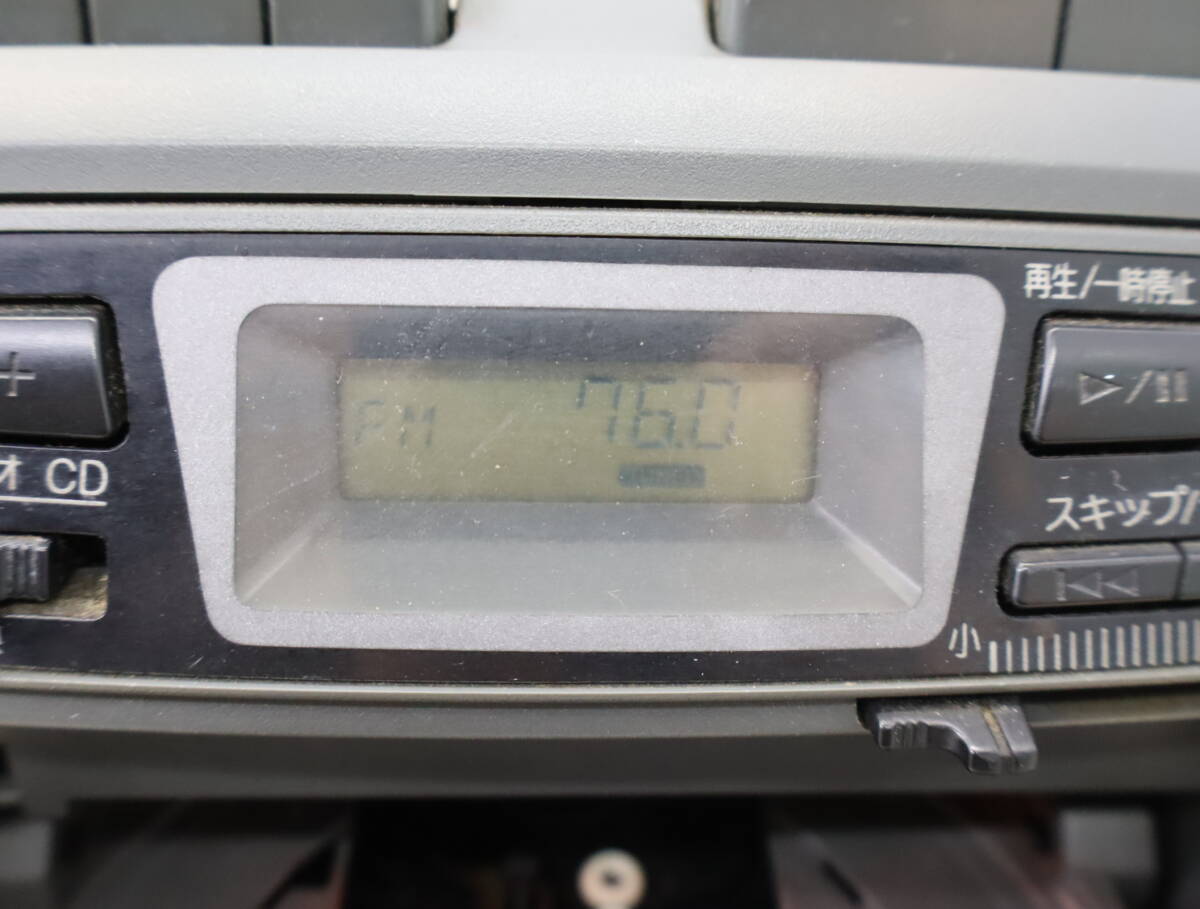 再生/一時停止
FM 76.0
+
オ CD
スキップ/
小